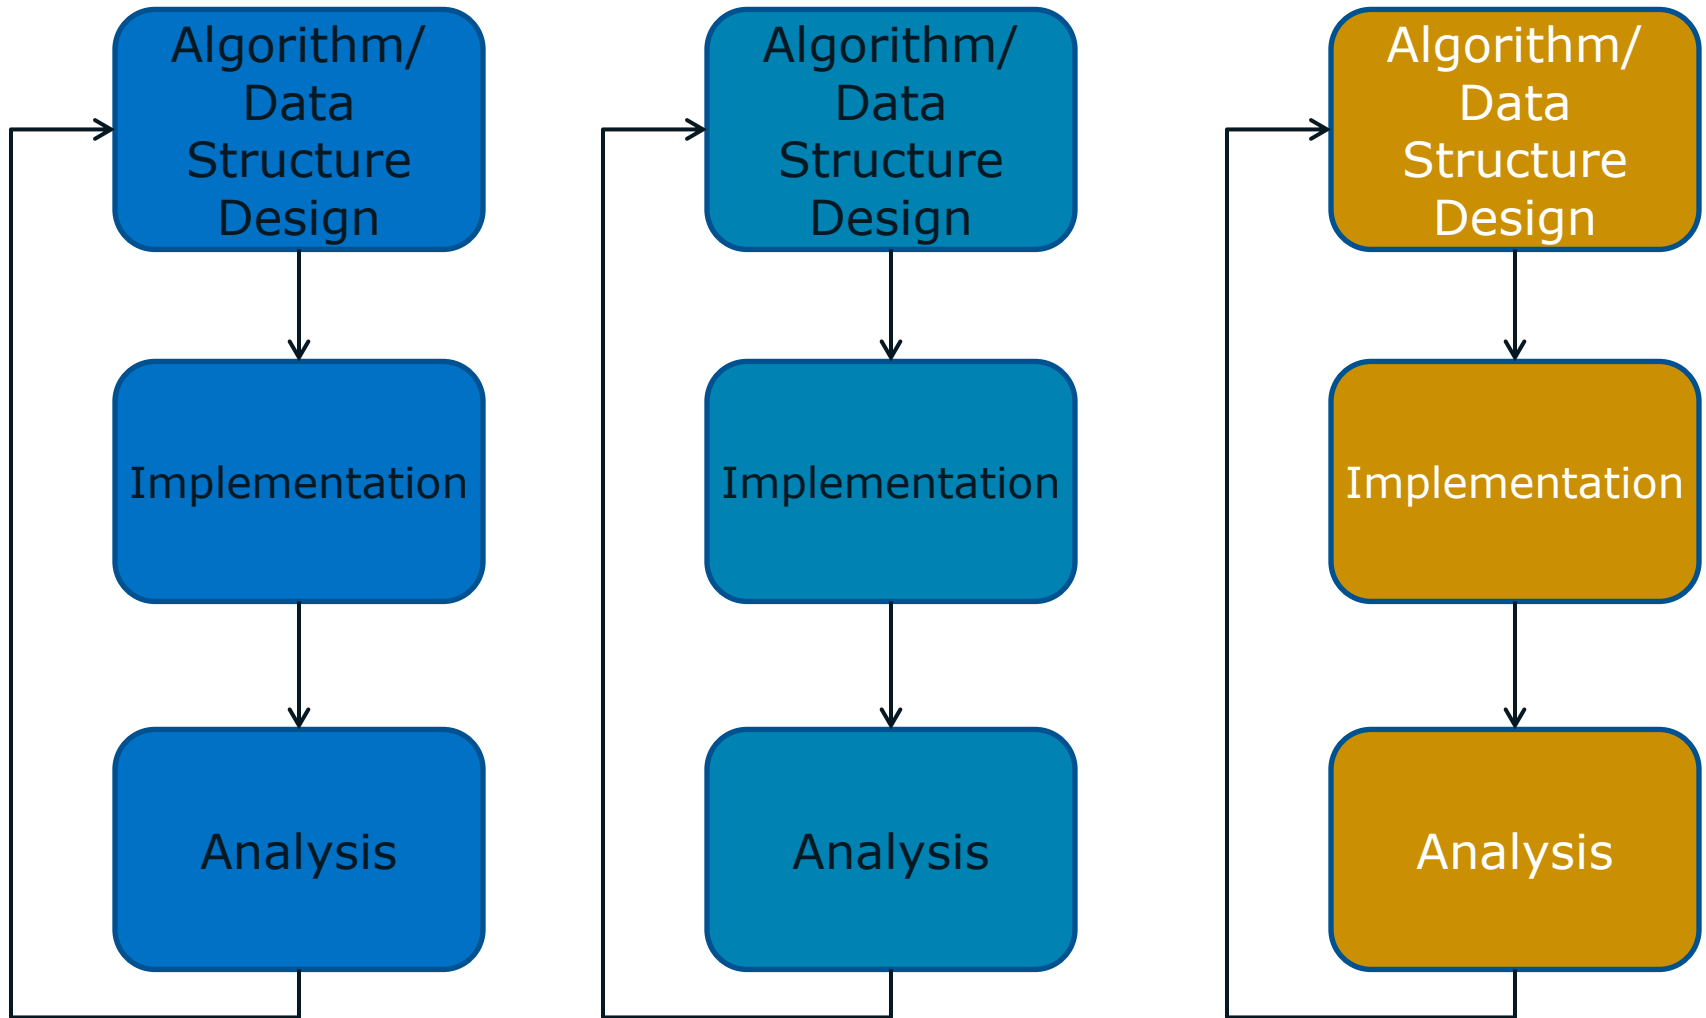 Algorithm/
Data
Structure
Design
Implementation
Analysis
Algorithm/
Data
Structure
Design
Implementation
Analysis
Algorithm/
Data
Structure
Design
Implementation
Analysis